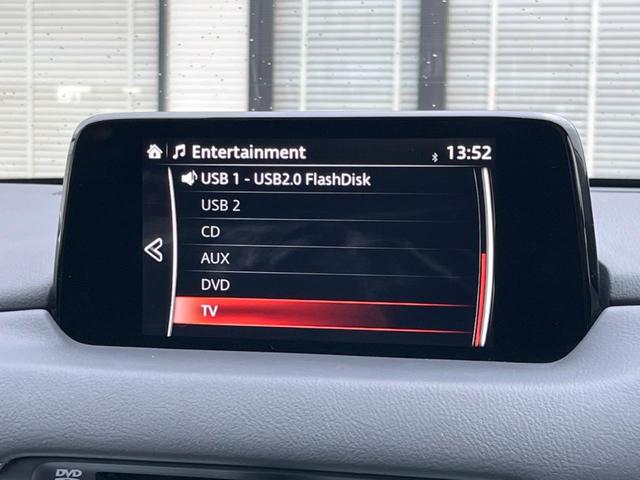 Entertainment
13:52
USB 1 - USB2.0 FlashDisk
USB 2
CD
AUX
DVD
TV
DVD